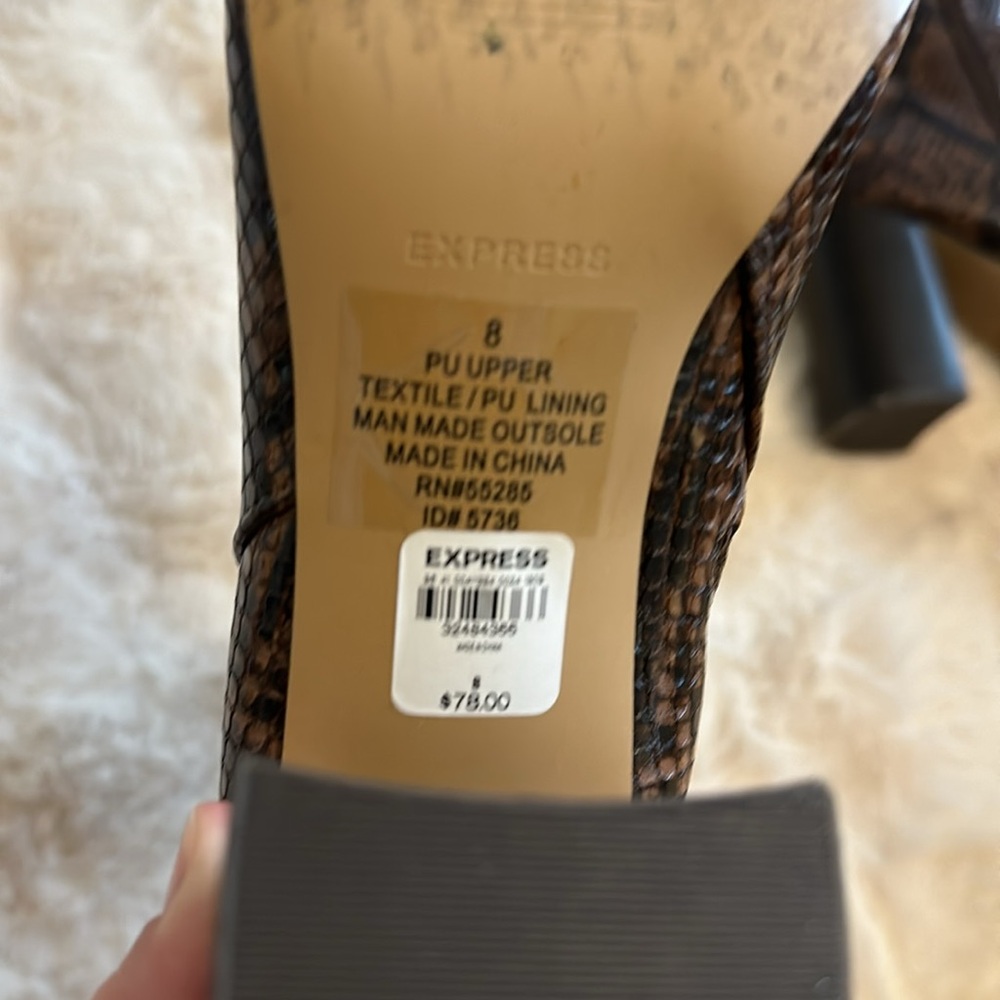 EXPRESS
8
PU UPPER
TEXTILE / PU LINING
MAN MADE OUTSOLE
MADE IN CHINA
RN#55285
ID# 5736
EXPRESS
32484366
8
$78.00